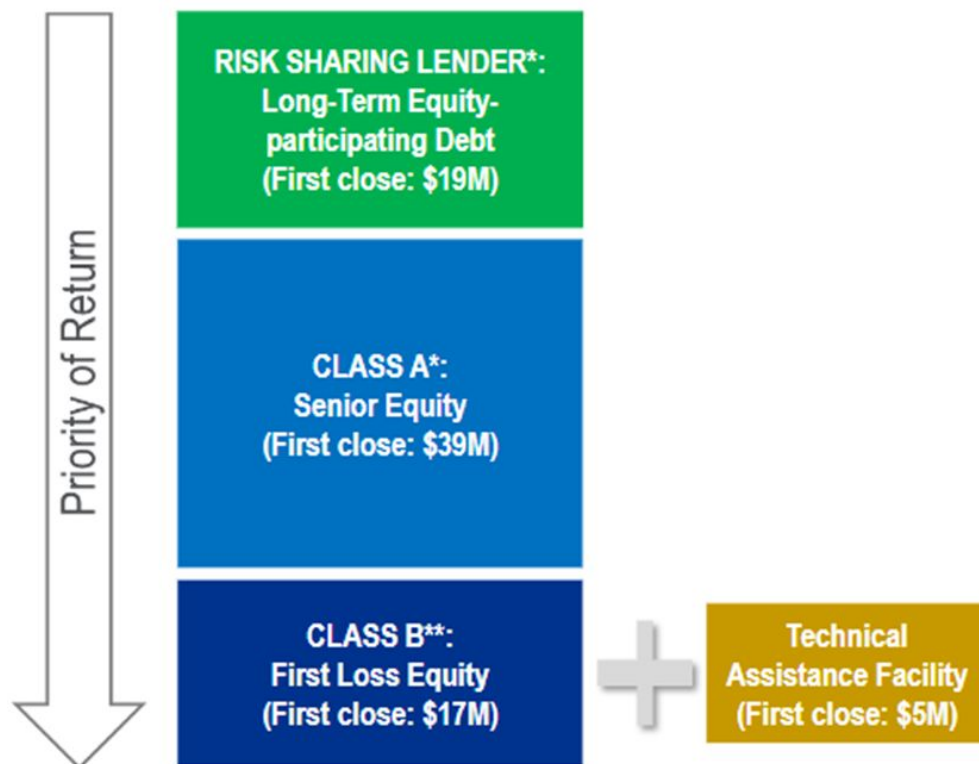 Priority of Return
RISK SHARING LENDER*:
Long-Term Equity-
participating Debt
(First close: $19M)
CLASS A*:
Senior Equity
(First close: $39M)
CLASS B**:
First Loss Equity
(First close: $17M)
Technical
Assistance Facility
(First close: $5M)